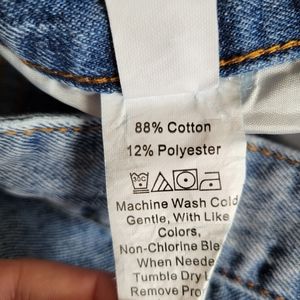 88% Cotton
12% Polyester
Machine Wash Cold
Gentle, With Like
Colors,
Non-Chlorine Ble
When Neede
Tumble Dry L
Remove Pro